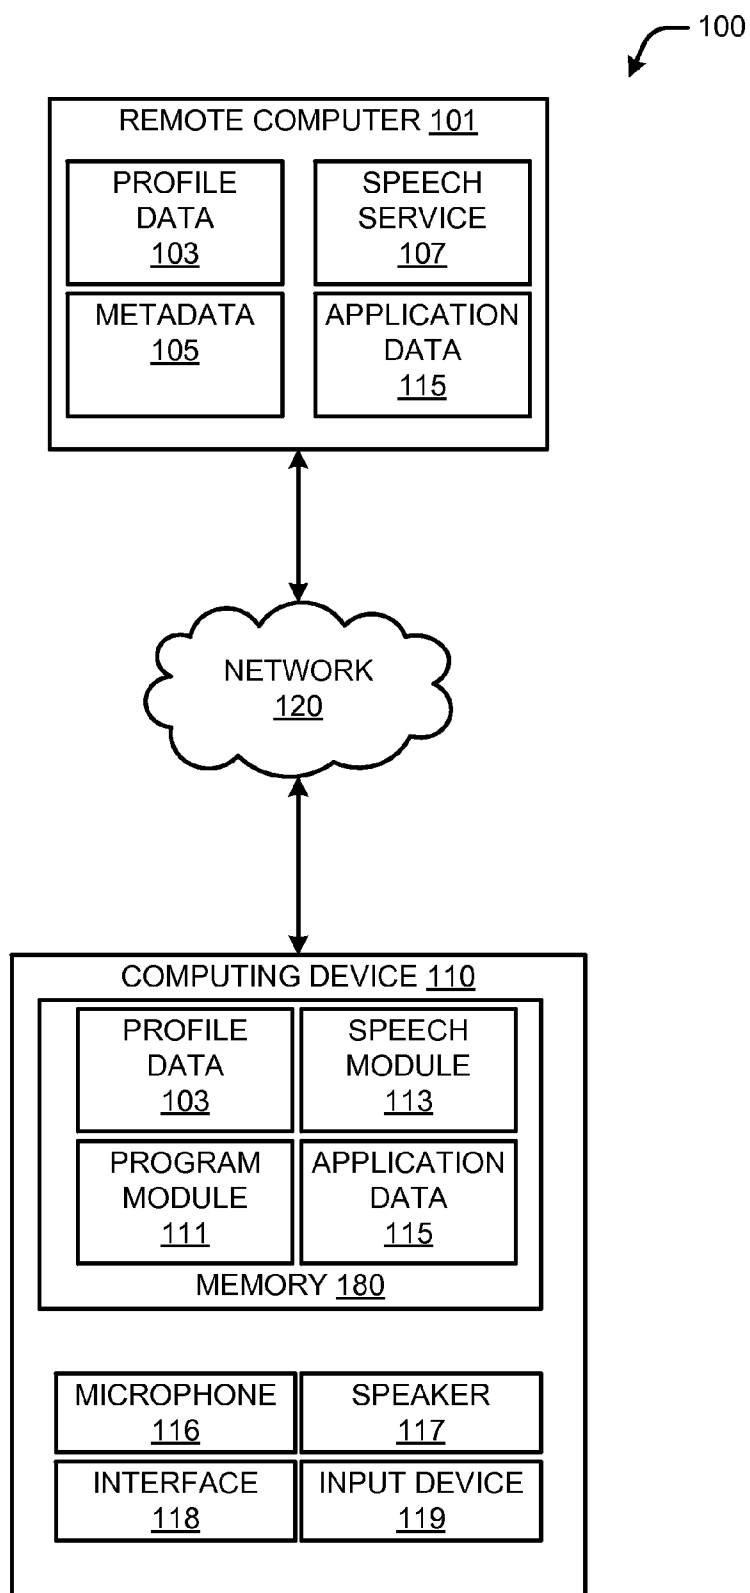 100
REMOTE COMPUTER 101
PROFILE
DATA
103
SPEECH
SERVICE
107
METADATA
105
APPLICATION
DATA
115
NETWORK
120
COMPUTING DEVICE 110
PROFILE
DATA
103
SPEECH
MODULE
113
PROGRAM
MODULE
111
APPLICATION
DATA
115
MEMORY 180
MICROPHONE
116
SPEAKER
117
INTERFACE
118
INPUT DEVICE
119